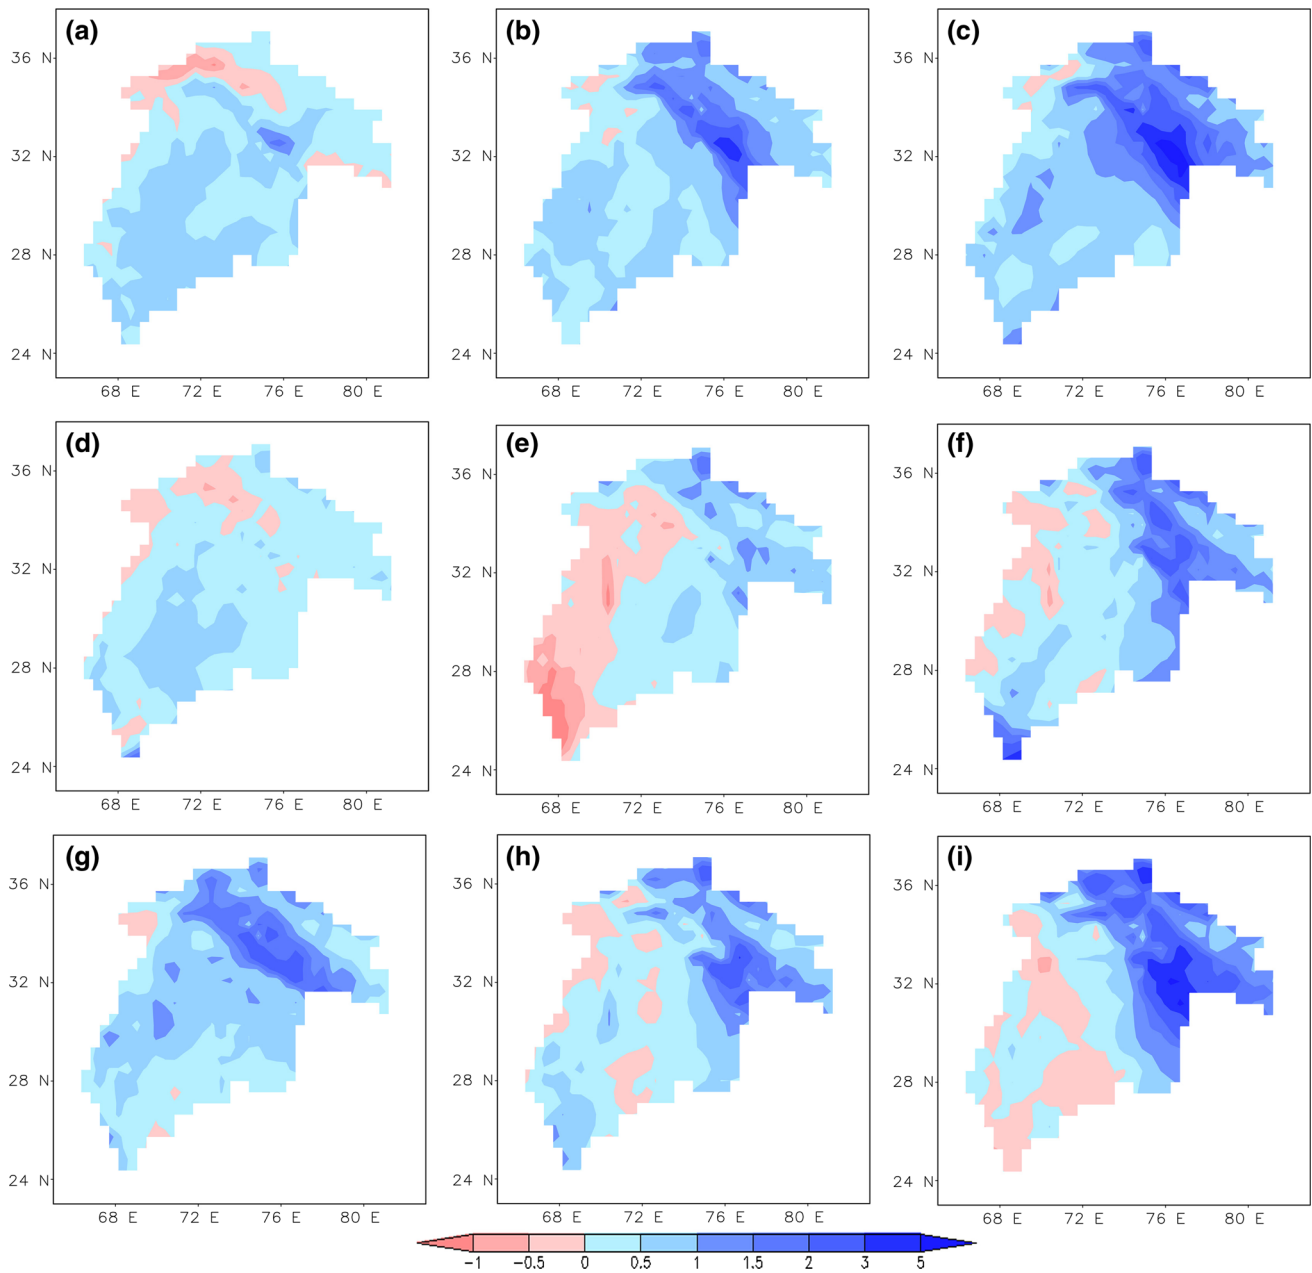 (a) (b) (c)
36 N 36 N 36 N
32 N 32 N 32 N
28 N 28 N 28 N
24 N 24 N 24 N
68 E 72 E 76 E 80 E 68 E 72 E 76 E 80 E 68 E 72 E 76 E 80 E
(d) (e) (f)
36 N 36 N 36 N
32 N 32 N 32 N
28 N 28 N 28 N
24 N 24 N 24 N
68 E 72 E 76 E 80 E 68 E 72 E 76 E 80 E 68 E 72 E 76 E 80 E
(g) (h) (i)
36 N 36 N 36 N
32 N 32 N 32 N
28 N 28 N 28 N
24 N 24 N 24 N
68 E 72 E 76 E 80 E 68 E 72 E 76 E 80 E 68 E 72 E 76 E 80 E
-1 -0.5 0 0.5 1 1.5 2 3 5